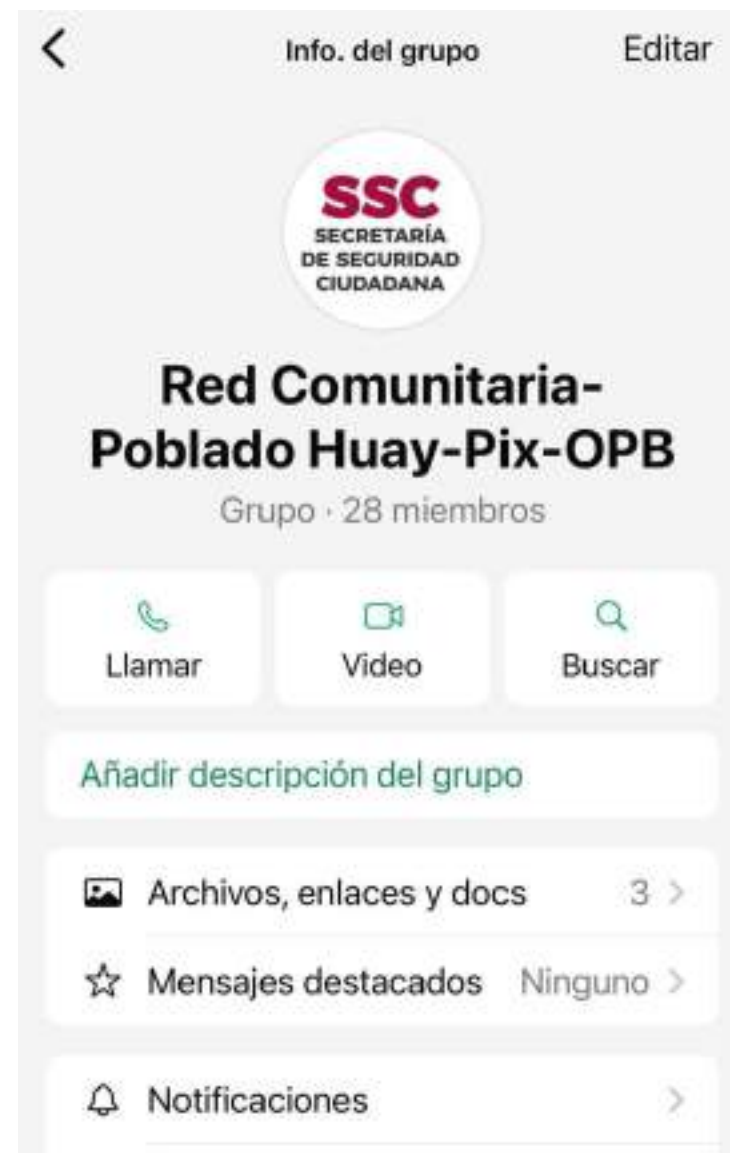 Info. del grupo
Editar
SSC
SECRETARÍA
DE SEGURIDAD
CIUDADANA
Red Comunitaria-
Poblado Huay-Pix-OPB
Grupo · 28 miembros
Llamar
Video
Buscar
Añadir descripción del grupo
Archivos, enlaces y docs
3
Mensajes destacados
Ninguno
Notificaciones